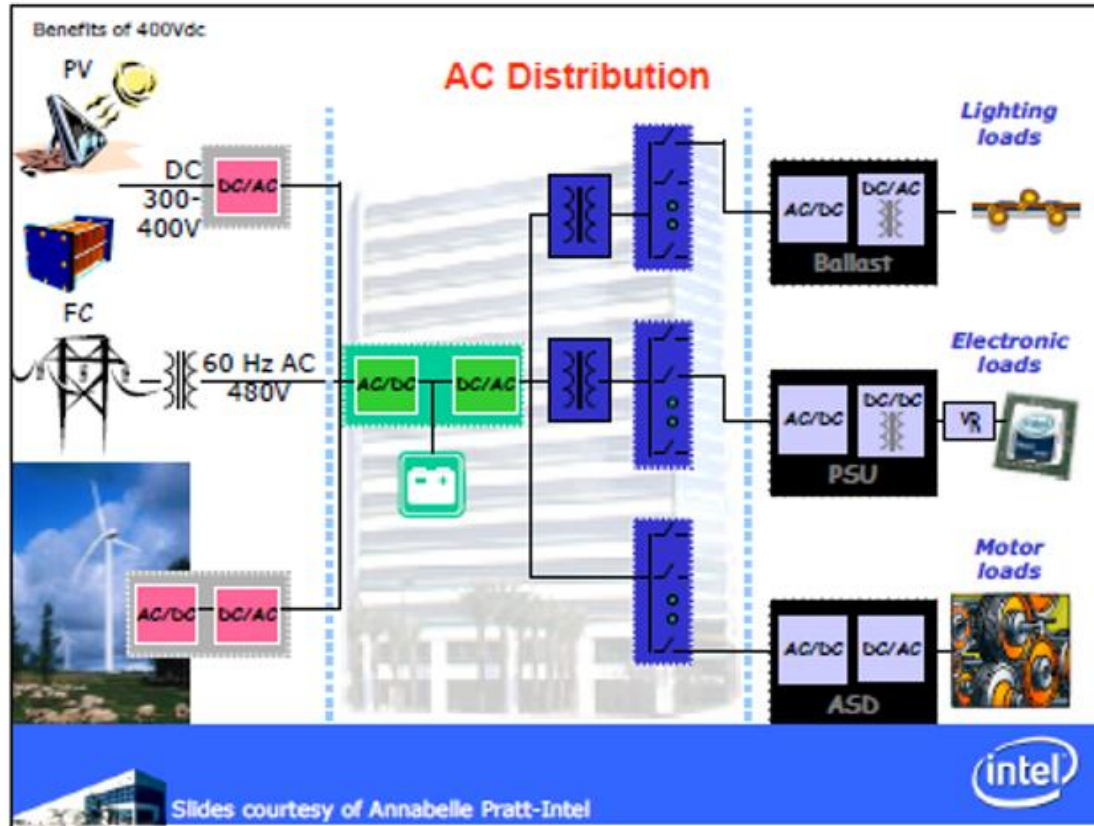 Benefits of 400Vdc
AC Distribution
PV
DC
300-
400V
DC/AC
FC
60 Hz AC
480V
AC/DC
DC/AC
AC/DC
DC/AC
Lighting
loads
AC/DC
DC/AC
Ballast
Electronic
loads
AC/DC
DC/DC
VR
PSU
Motor
loads
AC/DC
DC/AC
ASD
Slides courtesy of Annabelle Pratt-Intel
intel